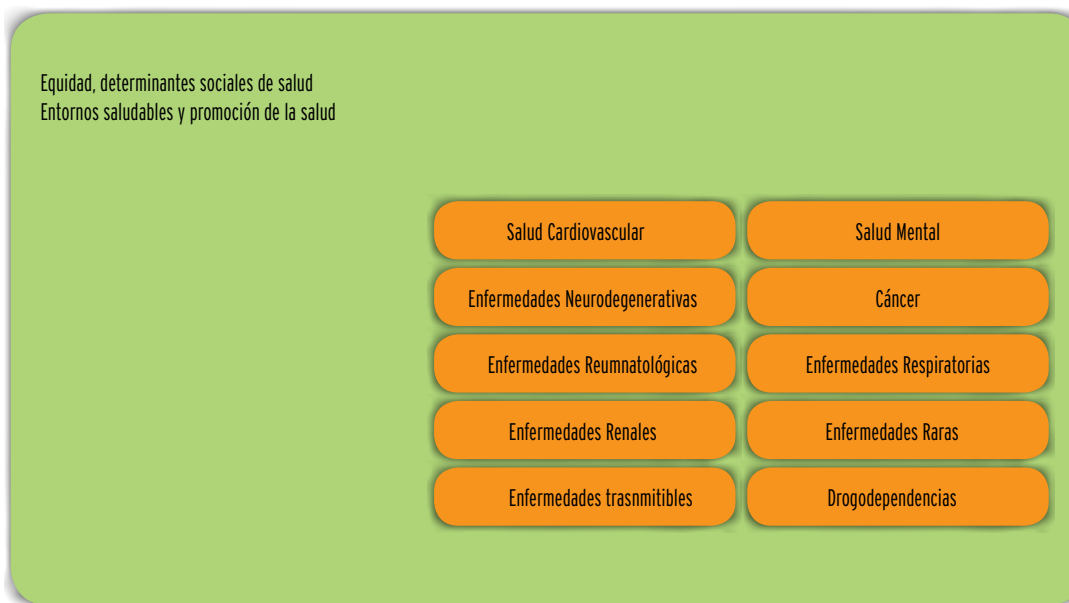 Equidad, determinantes sociales de salud
Entornos saludables y promoción de la salud
Salud Cardiovascular
Salud Mental
Enfermedades Neurodegenerativas
Cáncer
Enfermedades Reumnatológicas
Enfermedades Respiratorias
Enfermedades Renales
Enfermedades Raras
Enfermedades trasnmitibles
Drogodependencias